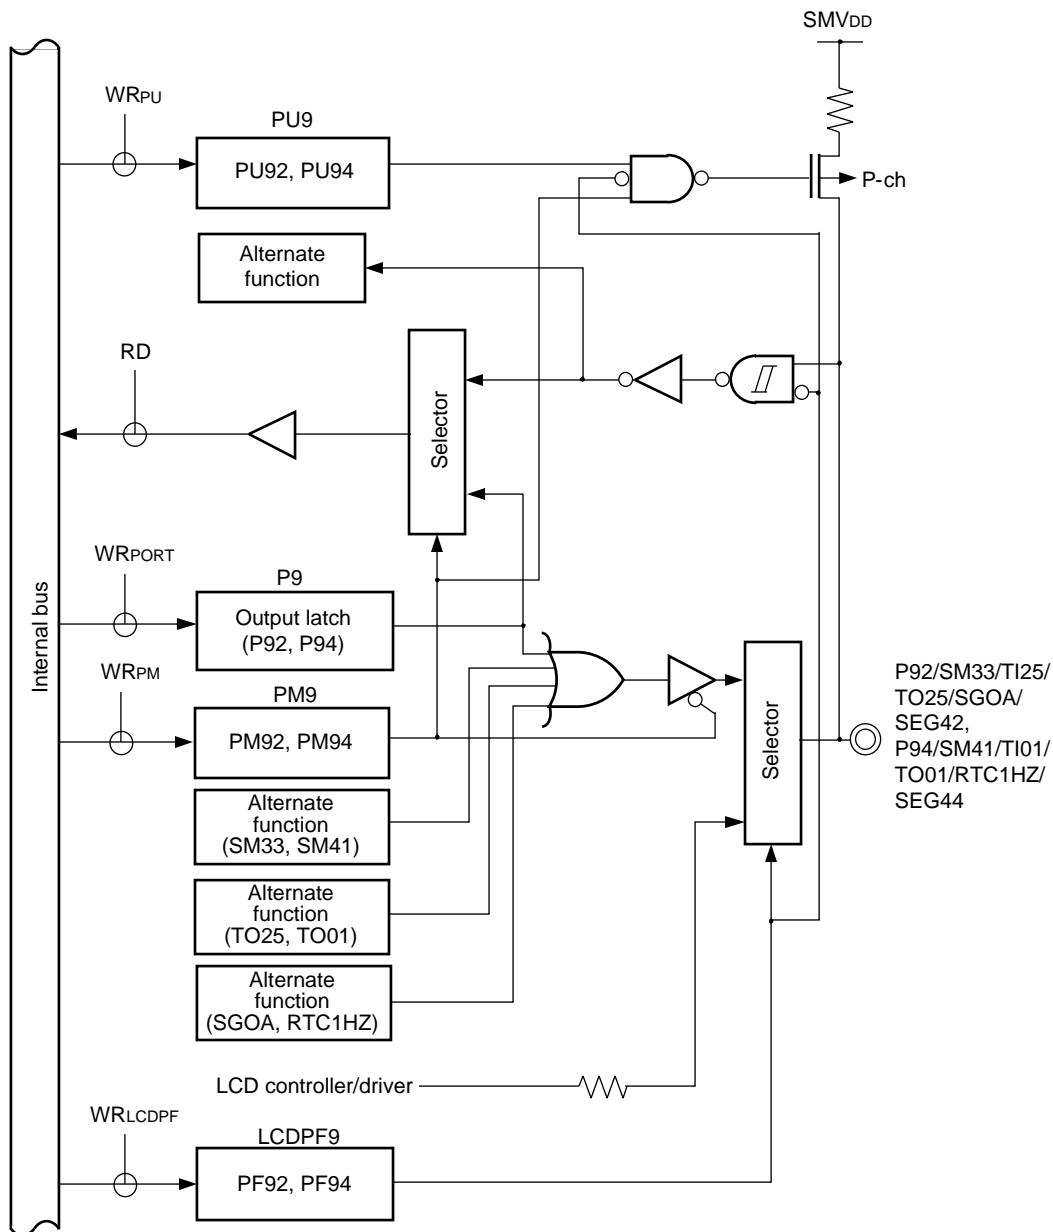 SMVDD
WRPU
PU9
PU92, PU94
P-ch
Alternate
function
RD
Selector
WRPORT
P9
Output latch
(P92, P94)
Internal bus
WRPM
PM9
PM92, PM94
Selector
P92/SM33/TI25/
TO25/SGOA/
SEG42,
P94/SM41/TI01/
TO01/RTC1HZ/
SEG44
Alternate
function
(SM33, SM41)
Alternate
function
(TO25, TO01)
Alternate
function
(SGOA, RTC1HZ)
LCD controller/driver
WRLCDPF
LCDPF9
PF92, PF94